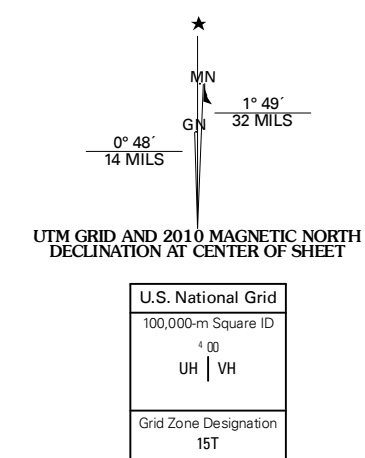 ★
MN
1° 49´
GN
32 MILS
0° 48´
14 MILS
UTM GRID AND 2010 MAGNETIC NORTH
DECLINATION AT CENTER OF SHEET
U.S. National Grid
100,000-m Square ID
4 00
UH VH
Grid Zone Designation
15T